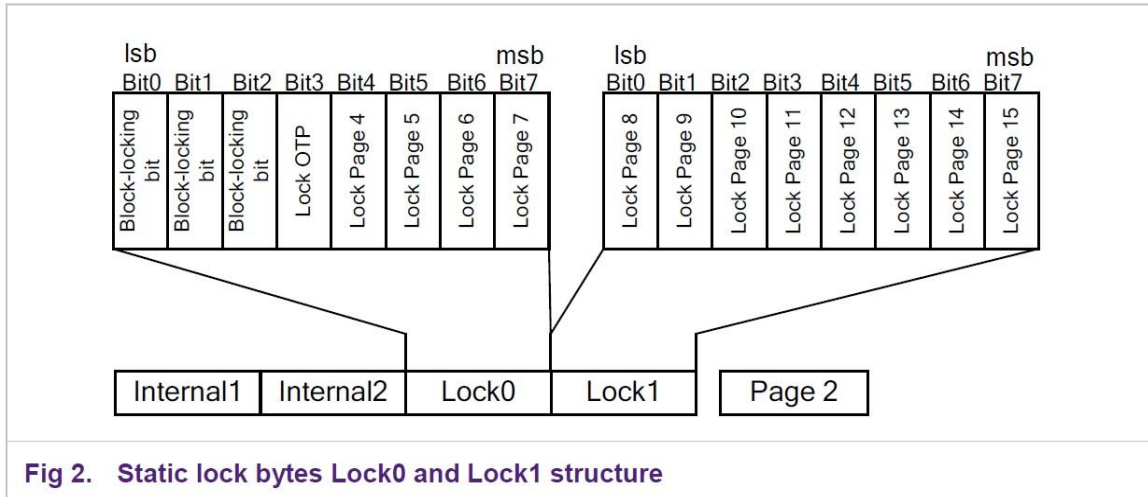 lsb msb lsb msb
Bit0 Bit1 Bit2 Bit3 Bit4 Bit5 Bit6 Bit7 Bit0 Bit1 Bit2 Bit3 Bit4 Bit5 Bit6 Bit7
Block-locking bit
Block-locking bit
Block-locking bit
Lock OTP
Lock Page 4
Lock Page 5
Lock Page 6
Lock Page 7
Lock Page 8
Lock Page 9
Lock Page 10
Lock Page 11
Lock Page 12
Lock Page 13
Lock Page 14
Lock Page 15
Internal1 Internal2 Lock0 Lock1 Page 2
Fig 2. Static lock bytes Lock0 and Lock1 structure